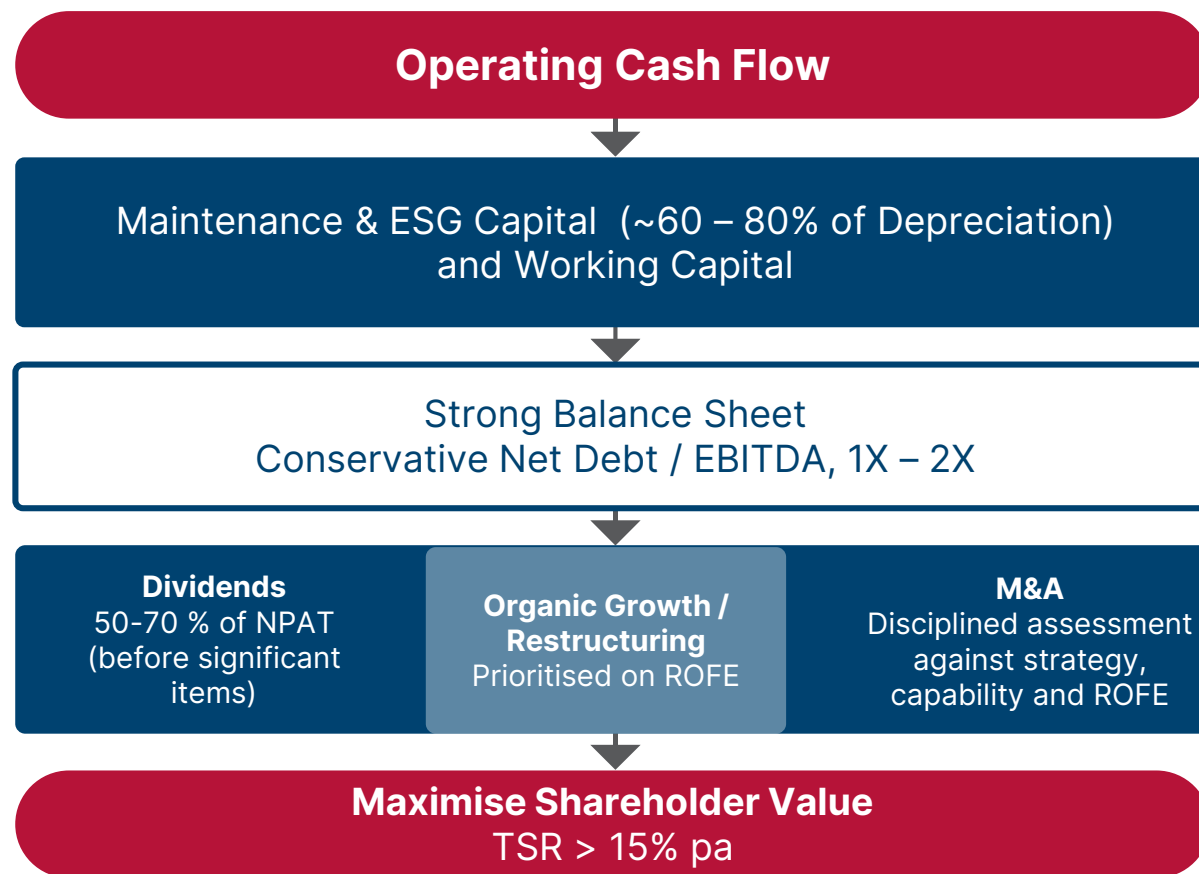 Operating Cash Flow
Maintenance & ESG Capital (~60 – 80% of Depreciation)
and Working Capital
Strong Balance Sheet
Conservative Net Debt / EBITDA, 1X – 2X
Dividends
50-70 % of NPAT
(before significant
items)
Organic Growth /
Restructuring
Prioritised on ROFE
M&A
Disciplined assessment
against strategy,
capability and ROFE
Maximise Shareholder Value
TSR > 15% pa